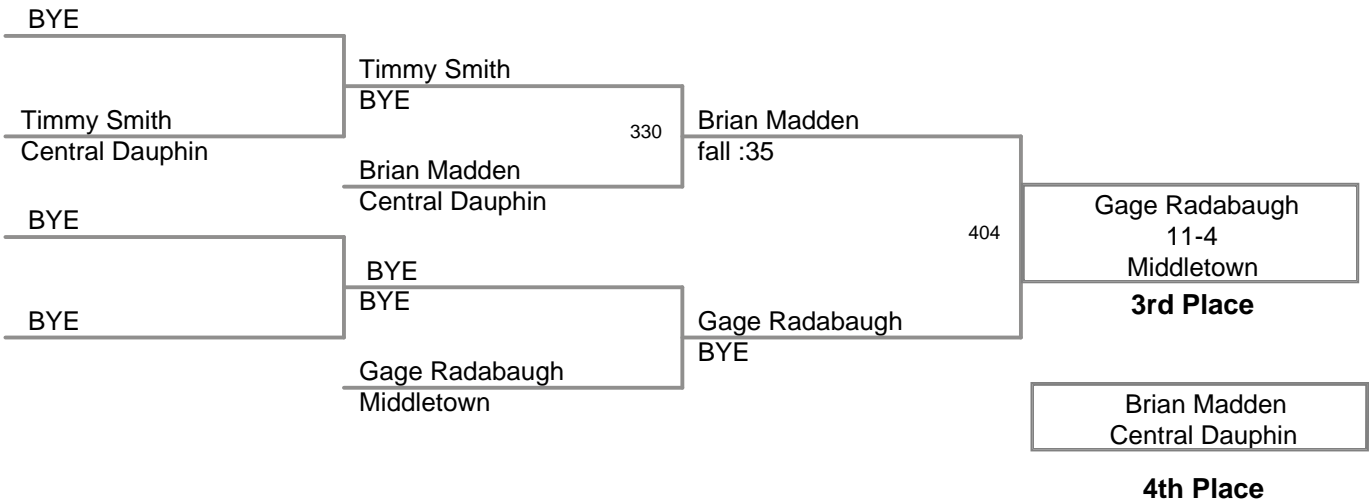 BYE
Timmy Smith
BYE
Timmy Smith
Central Dauphin
330
Brian Madden
fall :35
Brian Madden
Central Dauphin
BYE
404
Gage Radabaugh
11-4
Middletown
3rd Place
BYE
BYE
BYE
Gage Radabaugh
BYE
Gage Radabaugh
Middletown
Brian Madden
Central Dauphin
4th Place